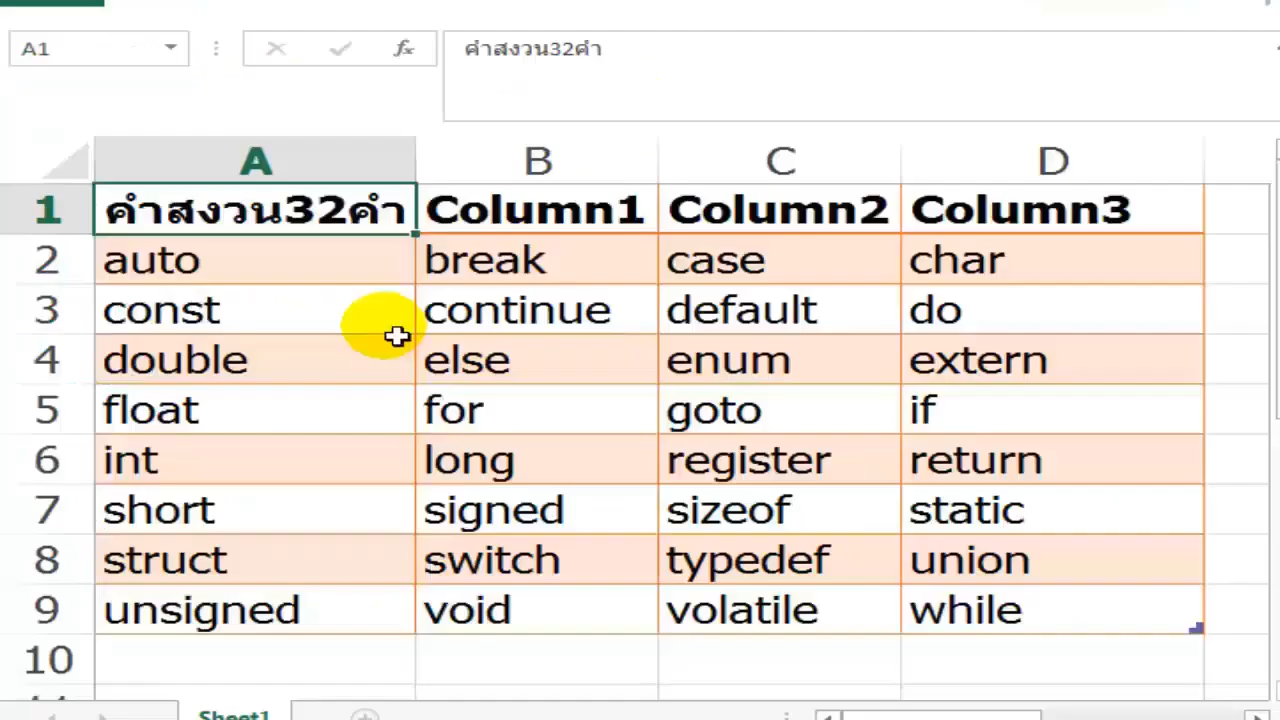 A1 fx คำสงวน32คำ
A B C D
1 คำสงวน32คำ Column1 Column2 Column3
2 auto break case char
3 const continue default do
4 double else enum extern
5 float for goto if
6 int long register return
7 short signed sizeof static
8 struct switch typedef union
9 unsigned void volatile while
10
Sheet1